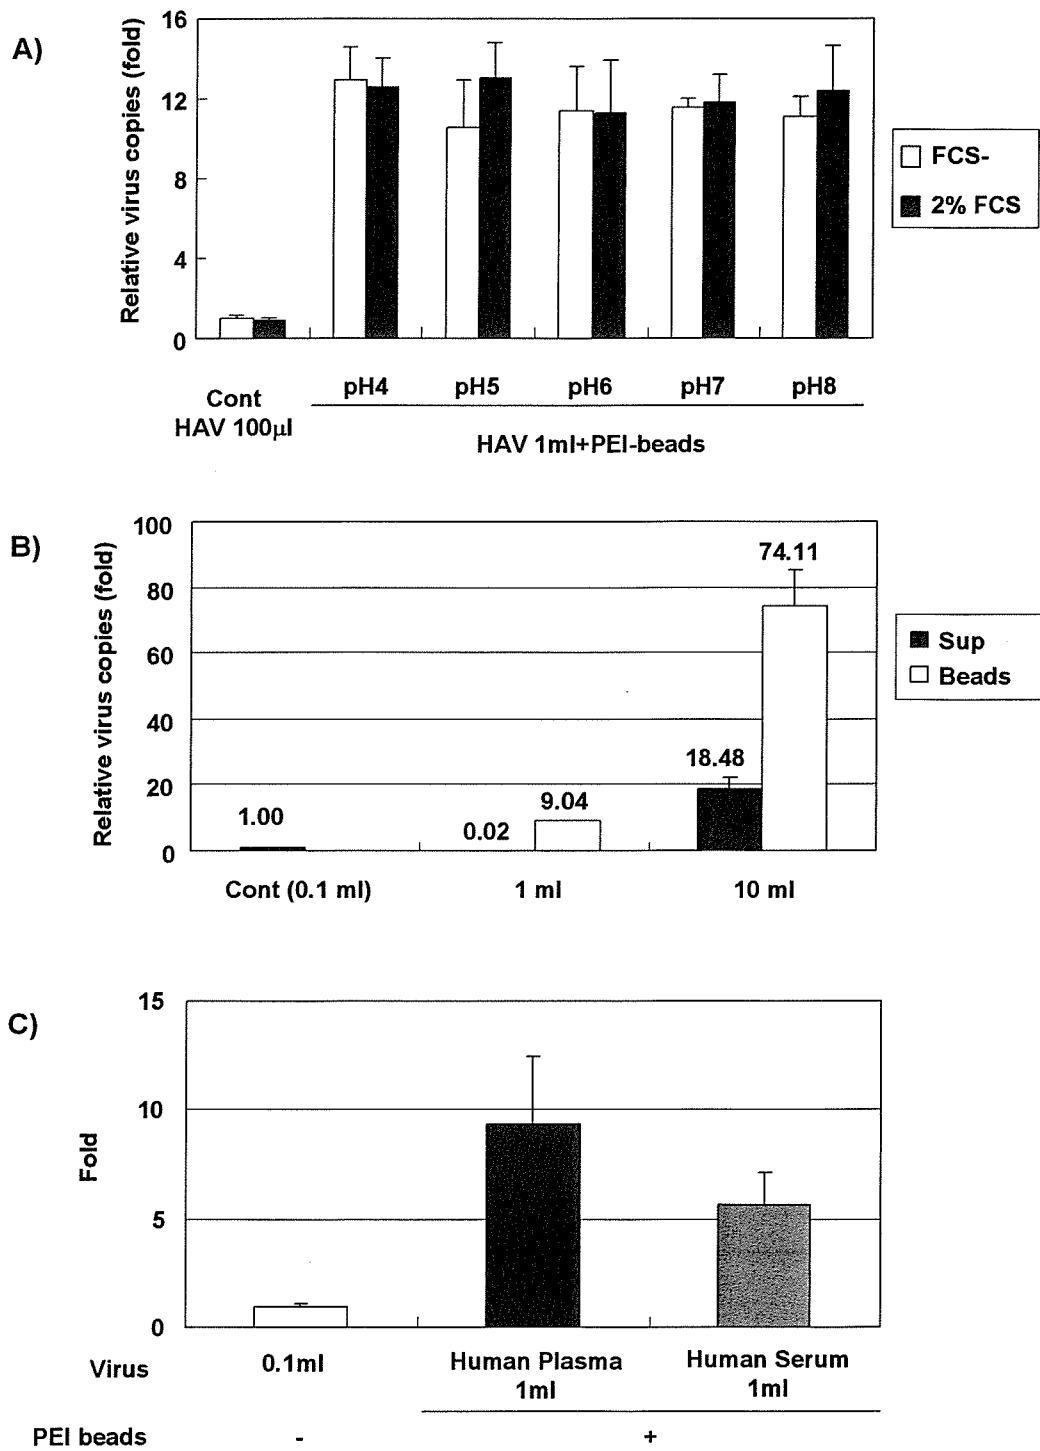 A)
Relative virus copies (fold)
16
12
8
4
0
FCS-
2% FCS
Cont
HAV 100μl
pH4 pH5 pH6 pH7 pH8
HAV 1ml+PEI-beads
B)
Relative virus copies (fold)
100
80
60
40
20
0
1.00
0.02
9.04
18.48
74.11
Sup
Beads
Cont (0.1 ml) 1 ml 10 ml
C)
Fold
15
10
5
0
Virus 0.1ml Human Plasma Human Serum
1ml 1ml
PEI beads - +